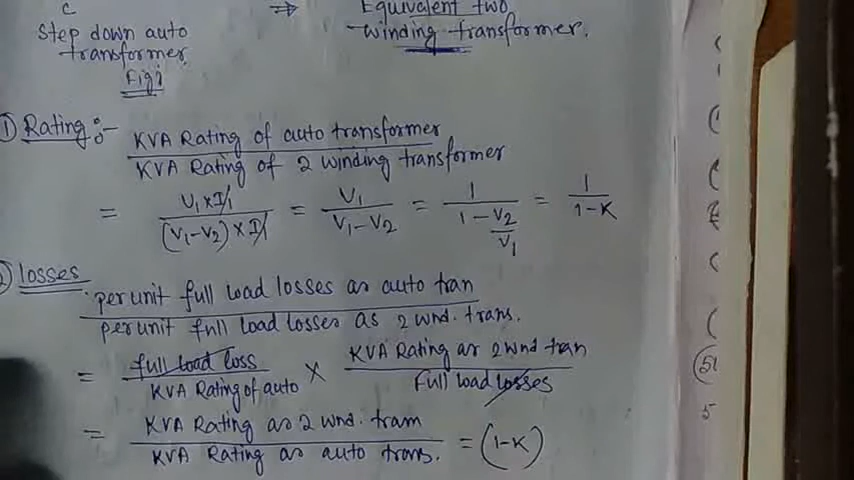 C
Step down auto
transformer
Fig i
⇒ Equivalent two
winding transformer.
① Rating :-
KVA Rating of auto transformer
KVA Rating of 2 winding transformer
= V1 x I1 / (V1-V2) x I1 = V1 / V1-V2 = 1 / 1 - V2/V1 = 1 / 1-K
② Losses
per unit full load losses as auto tran
per unit full load losses as 2 wnd. trans.
= full load loss / KVA Rating of auto x KVA Rating as 2 wnd tran / Full load losses
= KVA Rating as 2 wnd. tram / KVA Rating as auto trans. = (1-K)